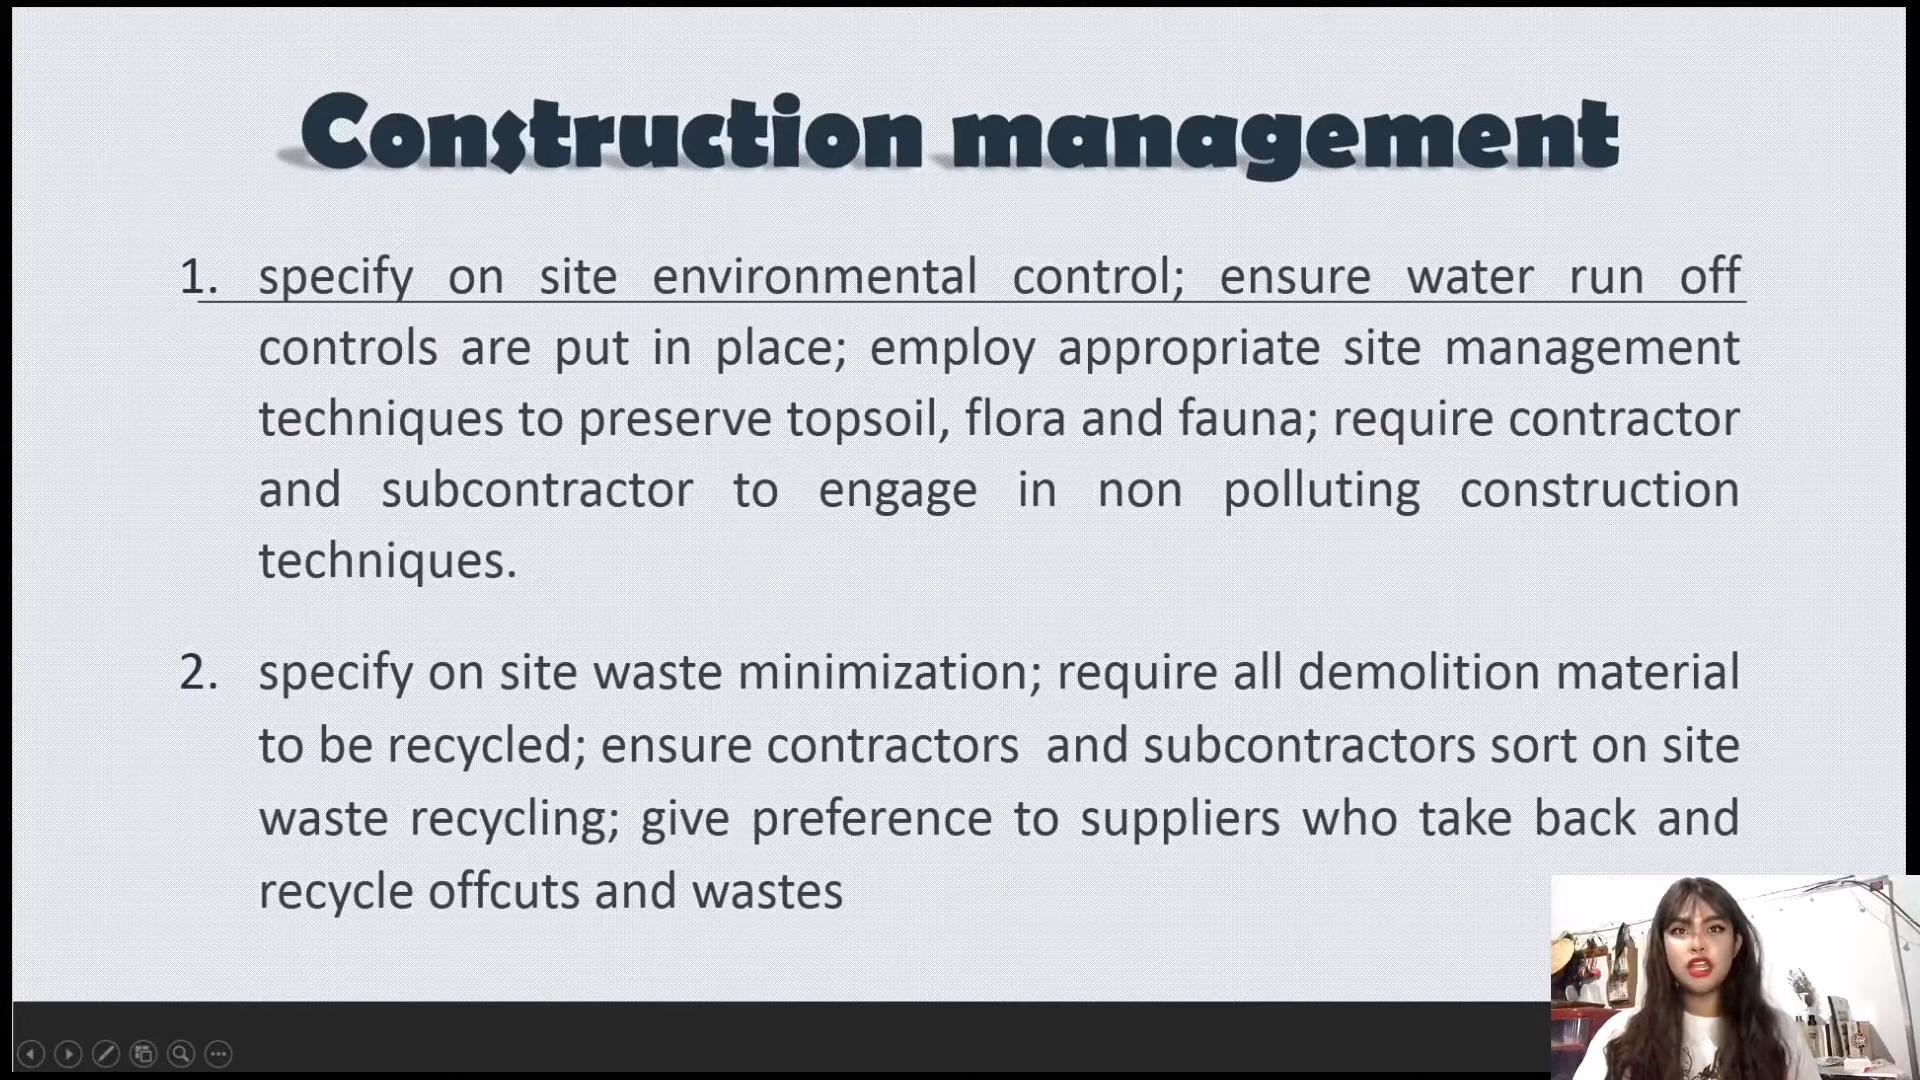 Construction management
1. specify on site environmental control; ensure water run off
controls are put in place; employ appropriate site management
techniques to preserve topsoil, flora and fauna; require contractor
and subcontractor to engage in non polluting construction
techniques.
2. specify on site waste minimization; require all demolition material
to be recycled; ensure contractors and subcontractors sort on site
waste recycling; give preference to suppliers who take back and
recycle offcuts and wastes